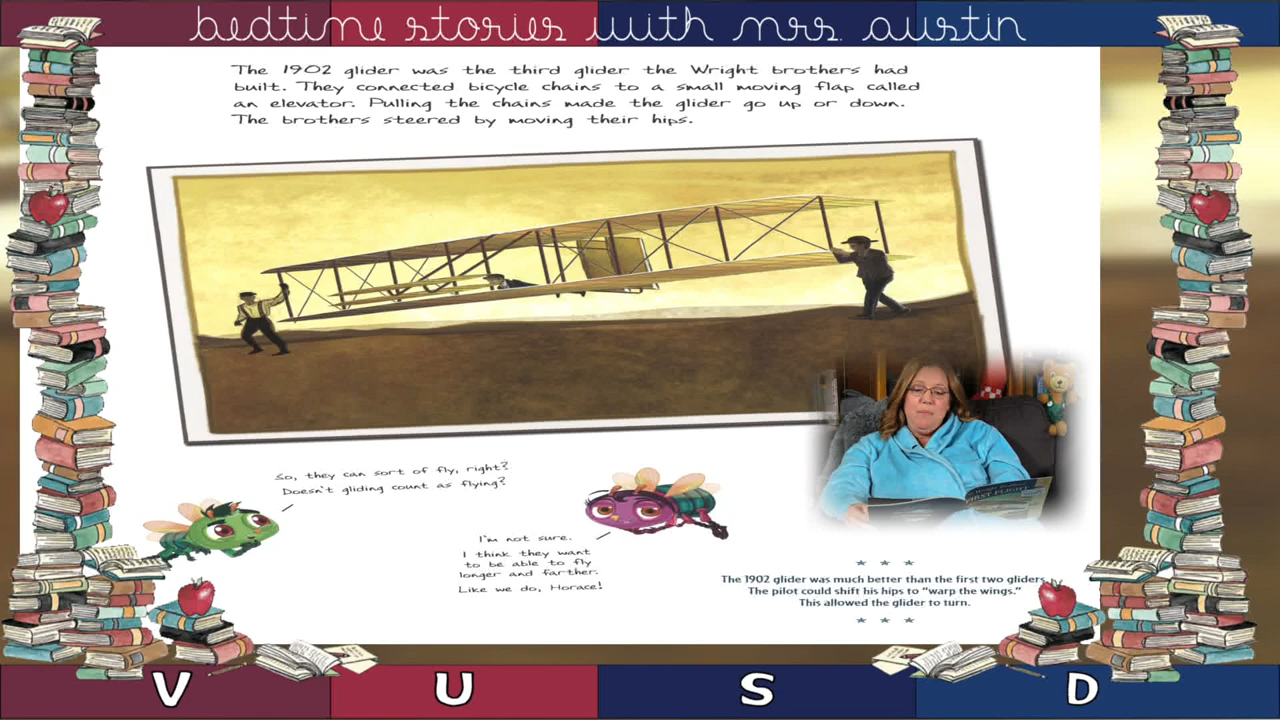 bedtime stories with mrs. austin
The 1902 glider was the third glider the Wright brothers had
built. They connected bicycle chains to a small moving flap called
an elevator. Pulling the chains made the glider go up or down.
The brothers steered by moving their hips.
So, they can sort of fly, right?
Doesn't gliding count as flying?
I'm not sure.
I think they want
to be able to fly
longer and farther.
Like we do, Horace!
FIRST FLIGHT
★ ★ ★
The 1902 glider was much better than the first two gliders.
The pilot could shift his hips to "warp the wings."
This allowed the glider to turn.
★ ★ ★
V U S D